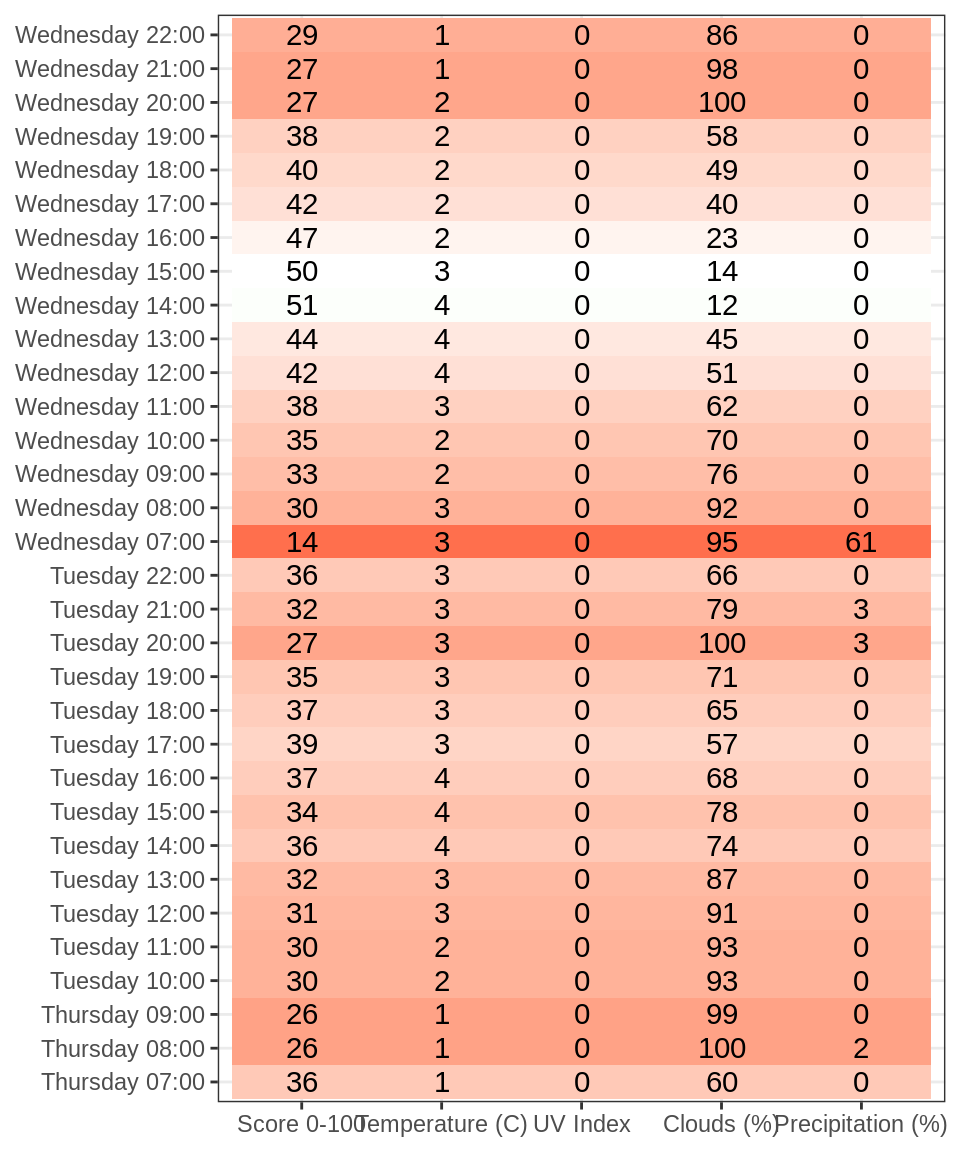 Wednesday 22:00 29 1 0 86 0
Wednesday 21:00 27 1 0 98 0
Wednesday 20:00 27 2 0 100 0
Wednesday 19:00 38 2 0 58 0
Wednesday 18:00 40 2 0 49 0
Wednesday 17:00 42 2 0 40 0
Wednesday 16:00 47 2 0 23 0
Wednesday 15:00 50 3 0 14 0
Wednesday 14:00 51 4 0 12 0
Wednesday 13:00 44 4 0 45 0
Wednesday 12:00 42 4 0 51 0
Wednesday 11:00 38 3 0 62 0
Wednesday 10:00 35 2 0 70 0
Wednesday 09:00 33 2 0 76 0
Wednesday 08:00 30 3 0 92 0
Wednesday 07:00 14 3 0 95 61
Tuesday 22:00 36 3 0 66 0
Tuesday 21:00 32 3 0 79 3
Tuesday 20:00 27 3 0 100 3
Tuesday 19:00 35 3 0 71 0
Tuesday 18:00 37 3 0 65 0
Tuesday 17:00 39 3 0 57 0
Tuesday 16:00 37 4 0 68 0
Tuesday 15:00 34 4 0 78 0
Tuesday 14:00 36 4 0 74 0
Tuesday 13:00 32 3 0 87 0
Tuesday 12:00 31 3 0 91 0
Tuesday 11:00 30 2 0 93 0
Tuesday 10:00 30 2 0 93 0
Thursday 09:00 26 1 0 99 0
Thursday 08:00 26 1 0 100 2
Thursday 07:00 36 1 0 60 0
Score 0-100 Temperature (C) UV Index Clouds (%) Precipitation (%)